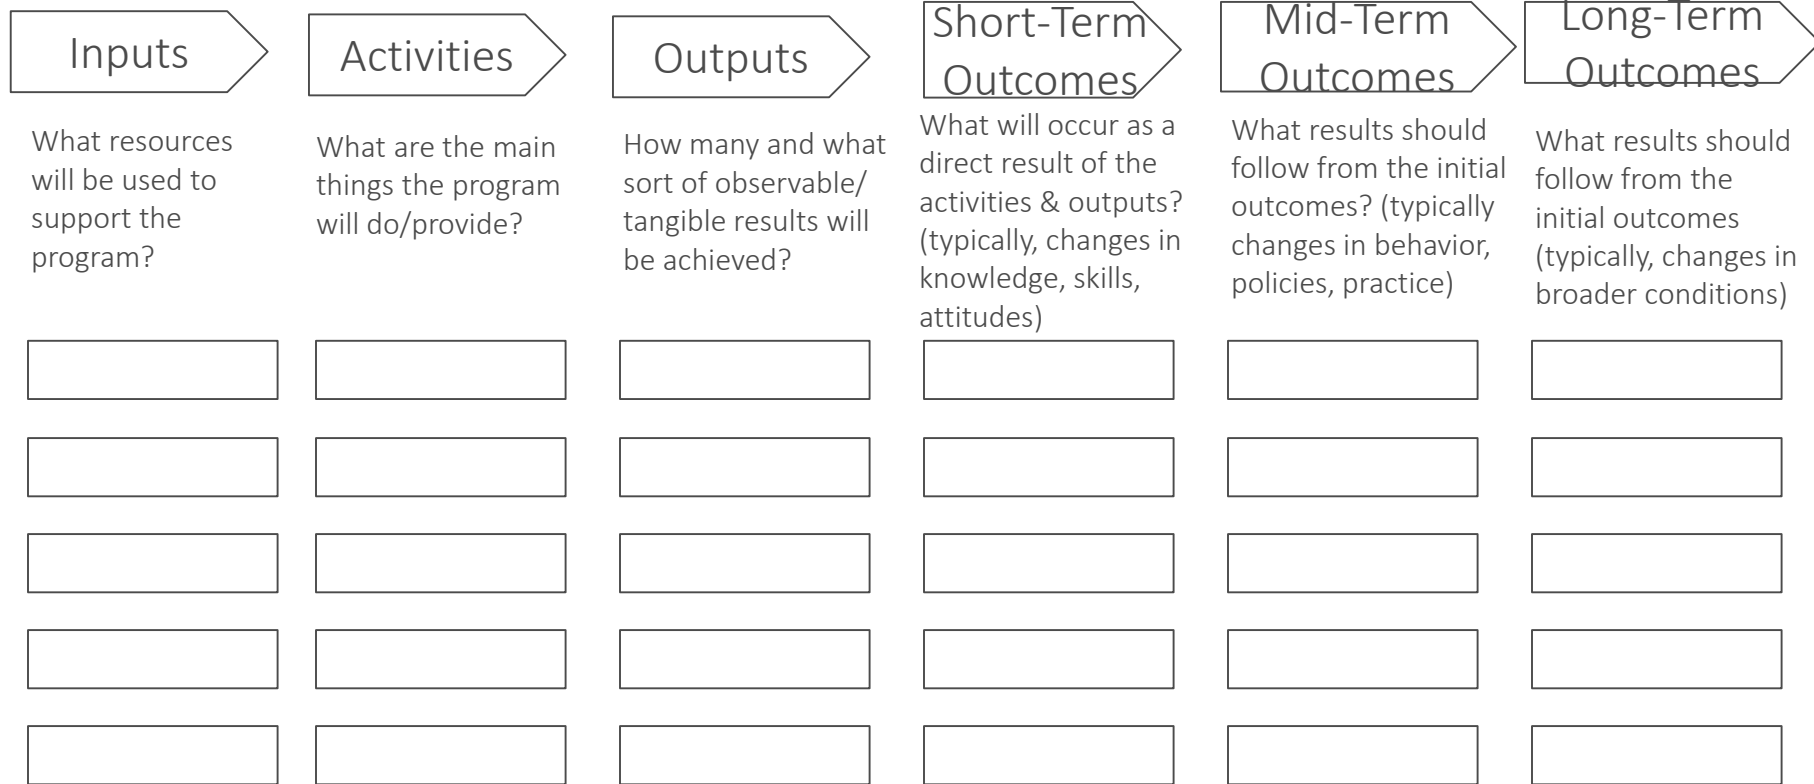 Inputs
What resources
will be used to
support the
program?
Activities
What are the main
things the program
will do/provide?
Outputs
How many and what
sort of observable/
tangible results will
be achieved?
Short-Term
Outcomes
What will occur as a
direct result of the
activities & outputs?
(typically, changes in
knowledge, skills,
attitudes)
Mid-Term
Outcomes
What results should
follow from the initial
outcomes? (typically
changes in behavior,
policies, practice)
Long-Term
Outcomes
What results should
follow from the
initial outcomes
(typically, changes in
broader conditions)